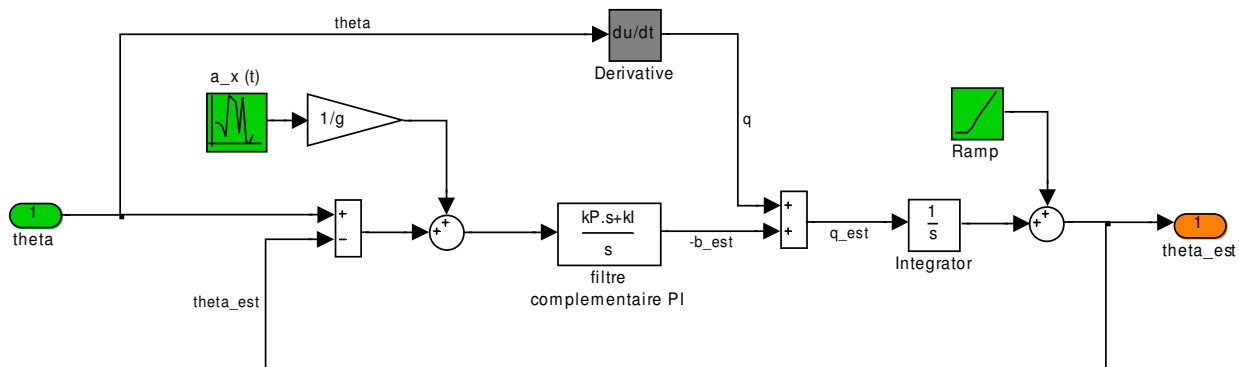 theta
du/dt
Derivative
a_x (t)
1/g
q
Ramp
1
theta
+
−
+
+
kP.s+kI
s
-b_est
filtre
complementaire PI
+
+
q_est
1
s
Integrator
+
+
1
theta_est
theta_est